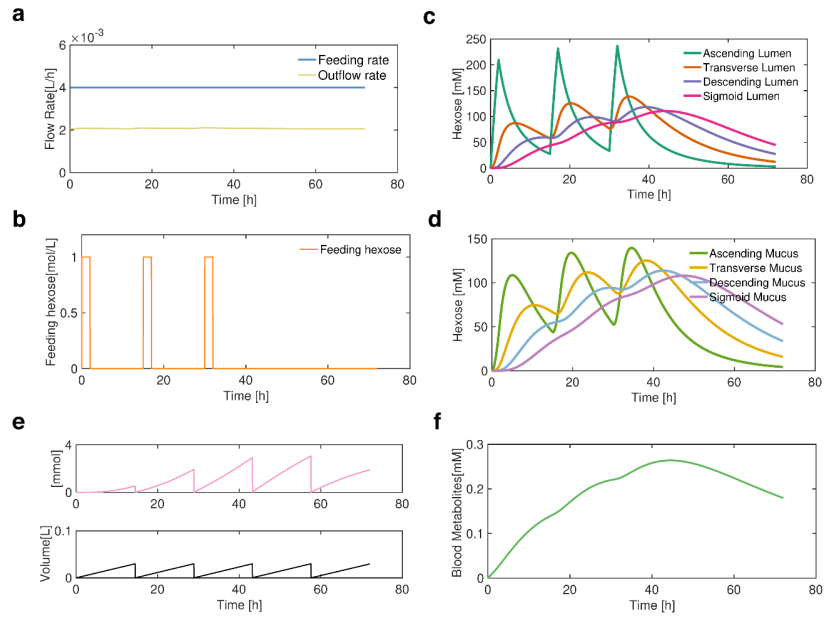 a
×10⁻³
6
4
2
0
0 20 40 60 80
Flow Rate[L/h]
Time [h]
Feeding rate
Outflow rate
b
1
0.5
0
0 20 40 60 80
Feeding hexose[mol/L]
Time [h]
Feeding hexose
e
4
0
0 20 40 60 80
[mmol]
0.1
0
0 20 40 60 80
Volume[L]
Time [h]
c
250
200
150
100
50
0
0 20 40 60 80
Hexose [mM]
Time [h]
Ascending Lumen
Transverse Lumen
Descending Lumen
Sigmoid Lumen
d
150
100
50
0
0 20 40 60 80
Hexose [mM]
Time [h]
Ascending Mucus
Transverse Mucus
Descending Mucus
Sigmoid Mucus
f
0.3
0.2
0.1
0
0 20 40 60 80
Blood Metabolites[mM]
Time [h]